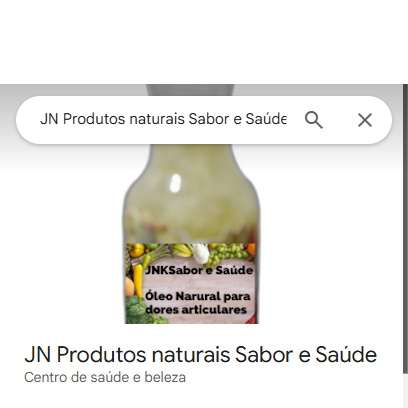 JN Produtos naturais Sabor e Saúde
JNKSabor e Saúde
Óleo Narural para
dores articulares
JN Produtos naturais Sabor e Saúde
Centro de saúde e beleza